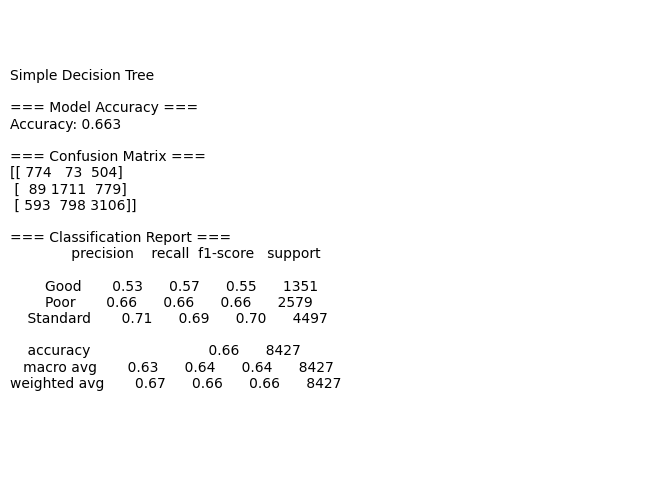 Simple Decision Tree
=== Model Accuracy ===
Accuracy: 0.663
=== Confusion Matrix ===
[[ 774   73  504]
 [  89 1711  779]
 [ 593  798 3106]]
=== Classification Report ===
              precision    recall  f1-score   support
        Good       0.53      0.57      0.55      1351
        Poor       0.66      0.66      0.66      2579
    Standard       0.71      0.69      0.70      4497
    accuracy                           0.66      8427
   macro avg       0.63      0.64      0.64      8427
weighted avg       0.67      0.66      0.66      8427